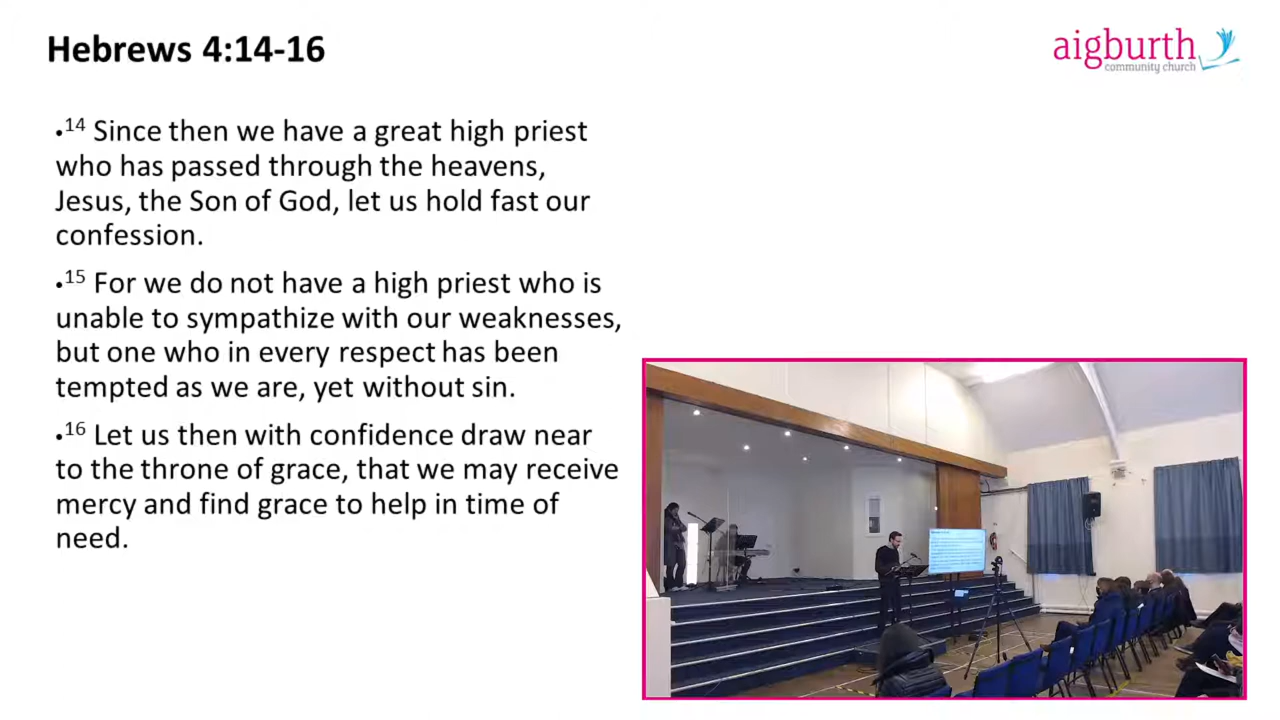 Hebrews 4:14-16
aigburth
community church
•14 Since then we have a great high priest
who has passed through the heavens,
Jesus, the Son of God, let us hold fast our
confession.
•15 For we do not have a high priest who is
unable to sympathize with our weaknesses,
but one who in every respect has been
tempted as we are, yet without sin.
•16 Let us then with confidence draw near
to the throne of grace, that we may receive
mercy and find grace to help in time of
need.